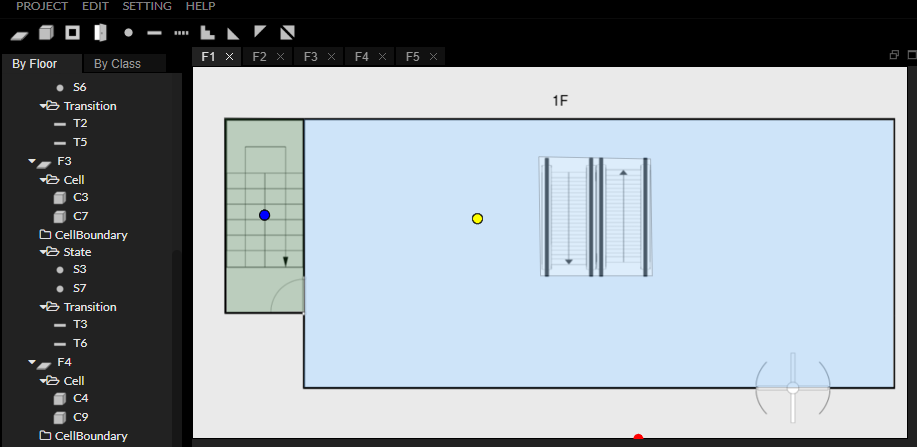 PROJECT EDIT SETTING HELP
By Floor By Class
F1 F2 F3 F4 F5
S6
Transition
T2
T5
F3
Cell
C3
C7
CellBoundary
State
S3
S7
Transition
T3
T6
F4
Cell
C4
C9
CellBoundary
1F